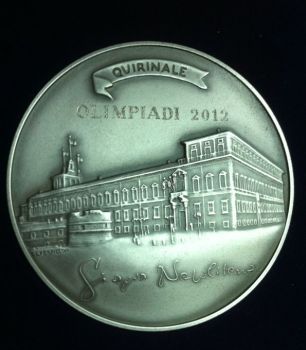 QUIRINALE
OLIMPIADI 2012
Giorgio Napolitano